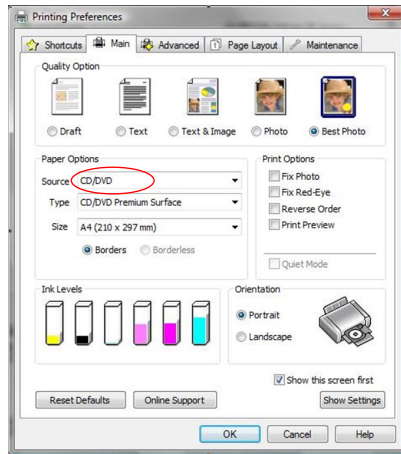 Printing Preferences
Shortcuts Main Advanced Page Layout Maintenance
Quality Option
Draft Text Text & Image Photo Best Photo
Paper Options
Source CD/DVD
Type CD/DVD Premium Surface
Size A4 (210 x 297 mm)
Borders Borderless
Print Options
Fix Photo
Fix Red-Eye
Reverse Order
Print Preview
Quiet Mode
Ink Levels
Orientation
Portrait
Landscape
Show this screen first
Reset Defaults Online Support Show Settings
OK Cancel Help